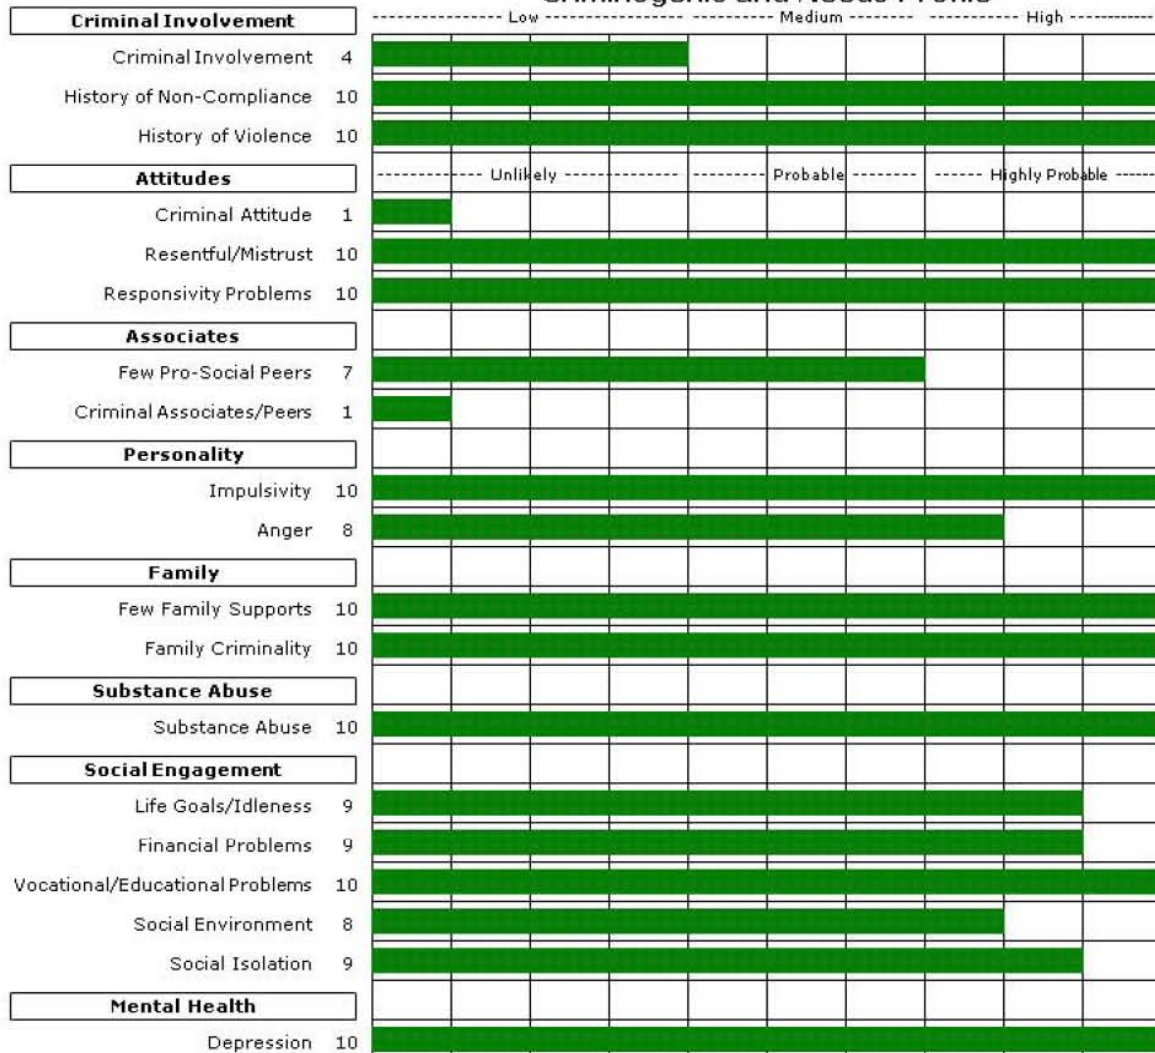 Criminogenic and Needs Profile
Criminal Involvement Low Medium High
Criminal Involvement 4
History of Non-Compliance 10
History of Violence 10
Attitudes Unlikely Probable Highly Probable
Criminal Attitude 1
Resentful/Mistrust 10
Responsivity Problems 10
Associates
Few Pro-Social Peers 7
Criminal Associates/Peers 1
Personality
Impulsivity 10
Anger 8
Family
Few Family Supports 10
Family Criminality 10
Substance Abuse
Substance Abuse 10
Social Engagement
Life Goals/Idleness 9
Financial Problems 9
Vocational/Educational Problems 10
Social Environment 8
Social Isolation 9
Mental Health
Depression 10